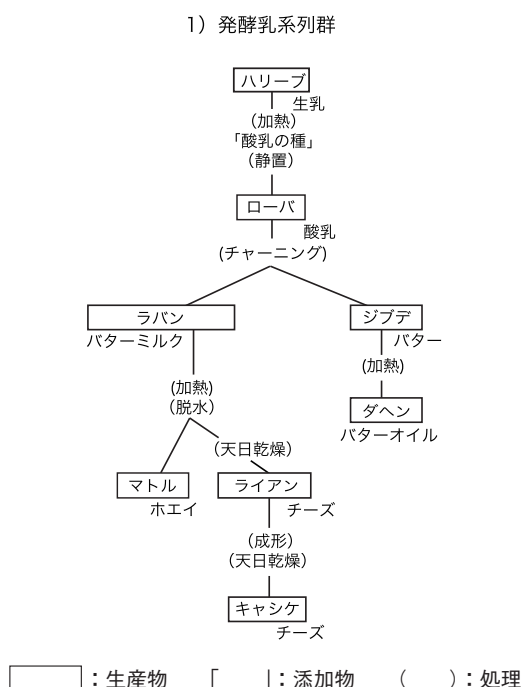 1）発酵乳系列群
ハリーブ
生乳
（加熱）
「酸乳の種」
（静置）
ローバ
酸乳
（チャーニング）
ラバン
ジブデ
バターミルク
バター
（加熱）
（加熱）
（脱水）
ダヘン
バターオイル
（天日乾燥）
マトル
ライアン
ホエイ
チーズ
（成形）
（天日乾燥）
キャシケ
チーズ
：生産物 「 」：添加物 （ ）：処理